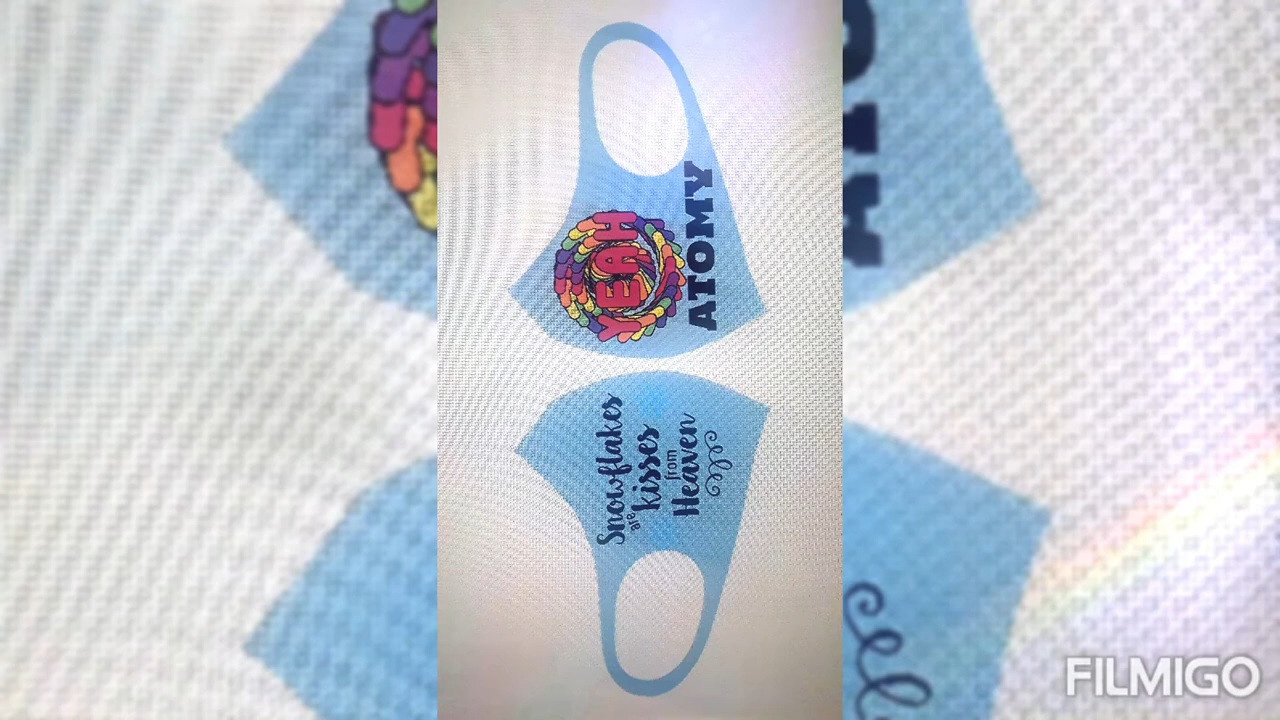 YEAH
ATOMY
Snowflakes
are
kisses
from
Heaven
FILMIGO